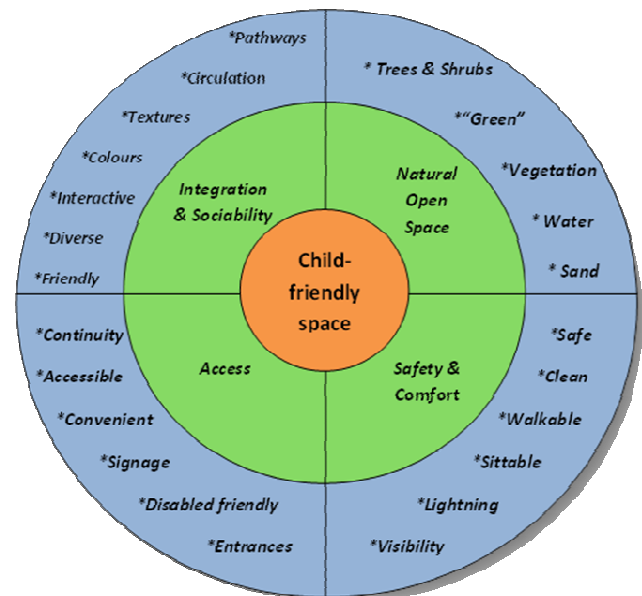 *Pathways
*Circulation
*Textures
*Colours
*Interactive
*Diverse
*Friendly
* Trees & Shrubs
*“Green”
*Vegetation
* Water
* Sand
Integration
& Sociability
Natural
Open
Space
Child-
friendly
space
Access
Safety &
Comfort
*Continuity
*Accessible
*Convenient
*Signage
*Disabled friendly
*Entrances
*Safe
*Clean
*Walkable
*Sittable
*Lightning
*Visibility